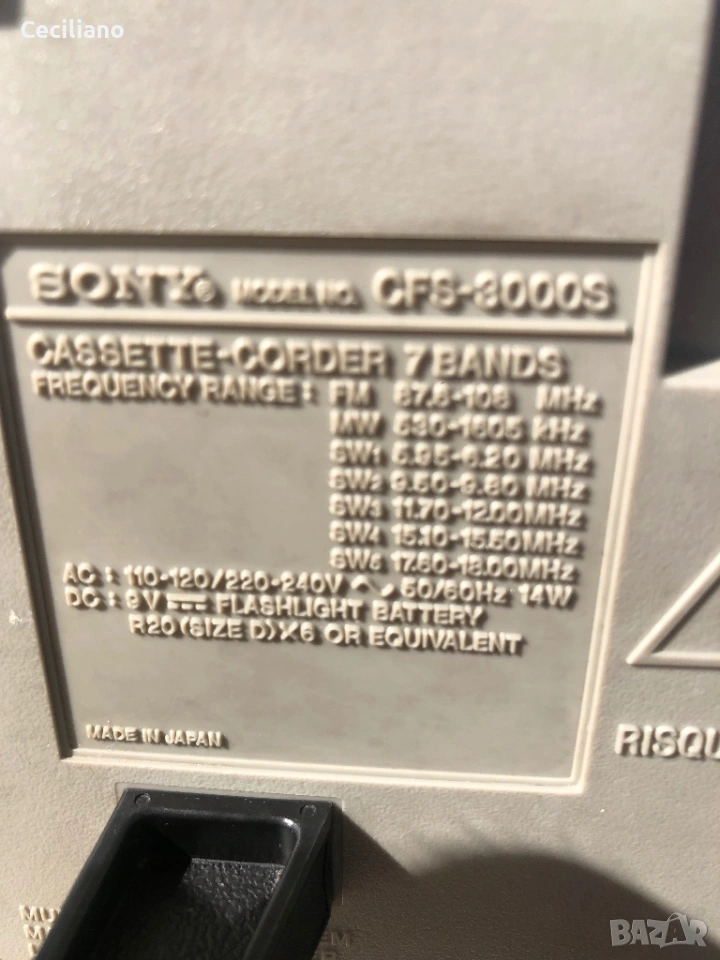 Ceciliano
SONY® MODEL NO. CFS-3000S
CASSETTE-CORDER 7 BANDS
FREQUENCY RANGE: FM 87.6-108 MHz
MW 530-1605 kHz
SW1 5.95-6.20 MHz
SW2 9.50-9.80 MHz
SW3 11.70-12.00MHz
SW4 15.10-15.50MHz
SW5 17.60-18.00MHz
AC: 110-120/220-240V ∿ 50/60Hz 14W
DC: 9V ⎓ FLASHLIGHT BATTERY
R20 (SIZE D)×6 OR EQUIVALENT
MADE IN JAPAN
RISQU
MU
BAZAR